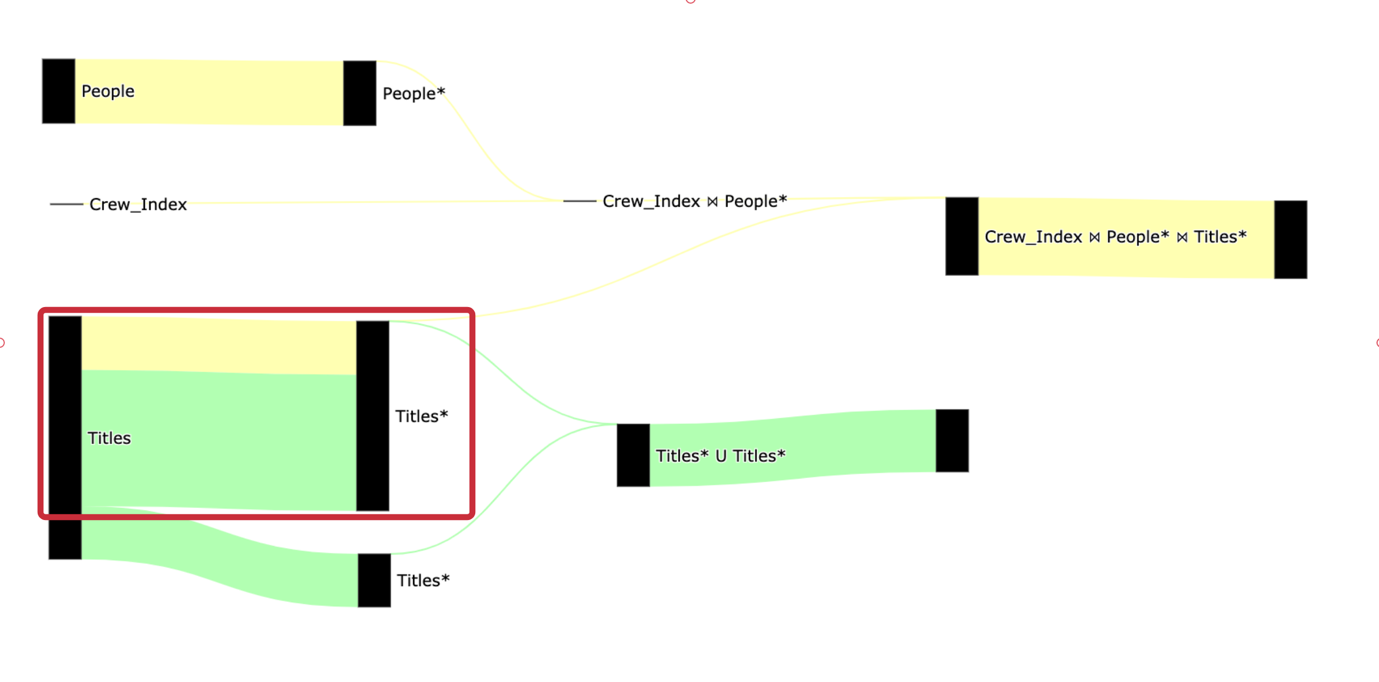 People
People*
Crew_Index
Crew_Index ⋈ People*
Crew_Index ⋈ People* ⋈ Titles*
Titles
Titles*
Titles* U Titles*
Titles*